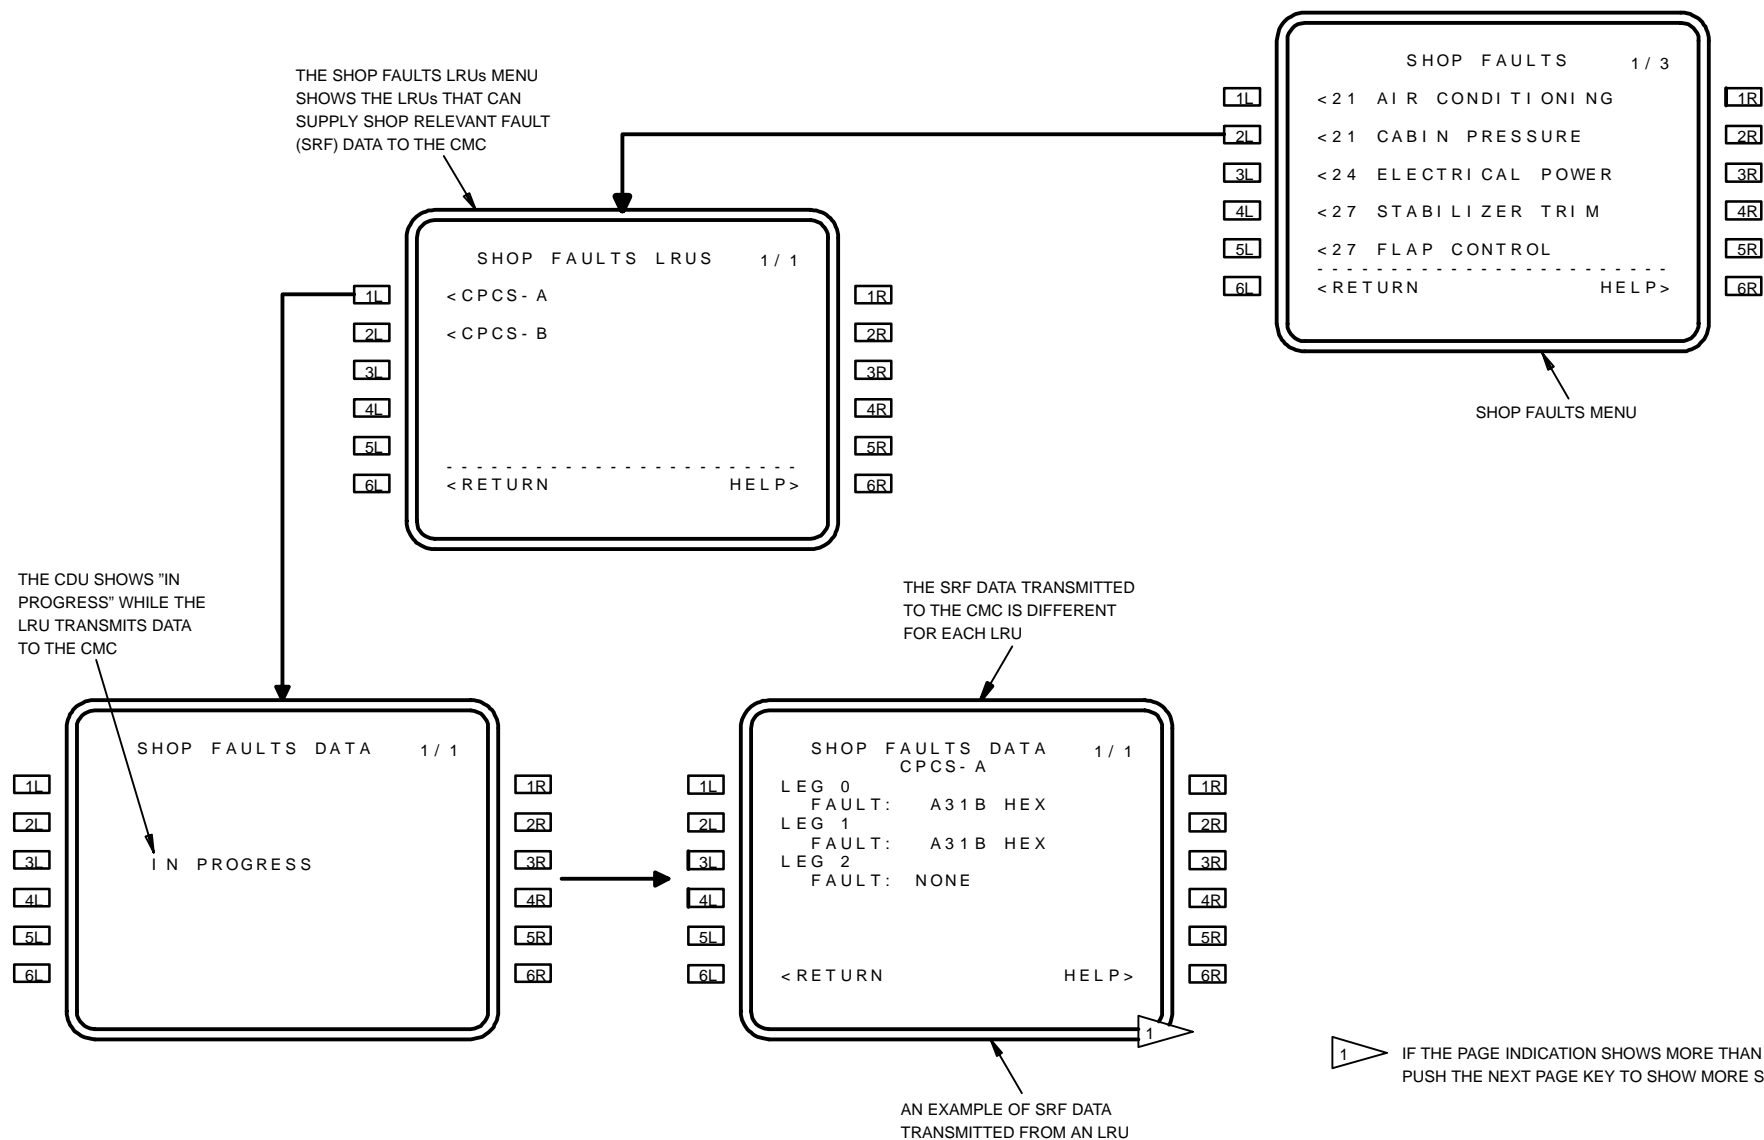 SHOP FAULTS 1/3
1L <21 AIR CONDITIONING 1R
2L <21 CABIN PRESSURE 2R
3L <24 ELECTRICAL POWER 3R
4L <27 STABILIZER TRIM 4R
5L <27 FLAP CONTROL 5R
------------------------
6L <RETURN HELP> 6R
SHOP FAULTS MENU
THE SHOP FAULTS LRUs MENU
SHOWS THE LRUs THAT CAN
SUPPLY SHOP RELEVANT FAULT
(SRF) DATA TO THE CMC
SHOP FAULTS LRUS 1/1
1L <CPCS-A 1R
2L <CPCS-B 2R
3L 3R
4L 4R
5L 5R
------------------------
6L <RETURN HELP> 6R
THE CDU SHOWS "IN
PROGRESS" WHILE THE
LRU TRANSMITS DATA
TO THE CMC
SHOP FAULTS DATA 1/1
1L 1R
2L 2R
3L IN PROGRESS 3R
4L 4R
5L 5R
6L 6R
THE SRF DATA TRANSMITTED
TO THE CMC IS DIFFERENT
FOR EACH LRU
SHOP FAULTS DATA 1/1
CPCS-A
1L LEG 0 1R
FAULT: A31B HEX
2L LEG 1 2R
FAULT: A31B HEX
3L LEG 2 3R
FAULT: NONE
4L 4R
5L 5R
6L <RETURN HELP> 6R
1
AN EXAMPLE OF SRF DATA
TRANSMITTED FROM AN LRU
1 IF THE PAGE INDICATION SHOWS MORE THAN
PUSH THE NEXT PAGE KEY TO SHOW MORE S